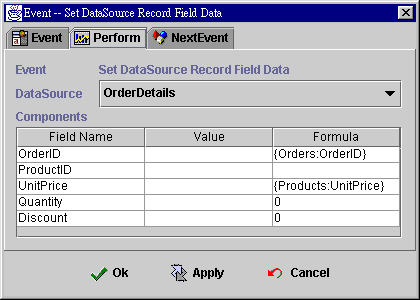 Event -- Set DataSource Record Field Data
Event Perform NextEvent
Event Set DataSource Record Field Data
DataSource OrderDetails
Components
Field Name Value Formula
OrderID {Orders:OrderID}
ProductID
UnitPrice {Products:UnitPrice}
Quantity 0
Discount 0
Ok Apply Cancel